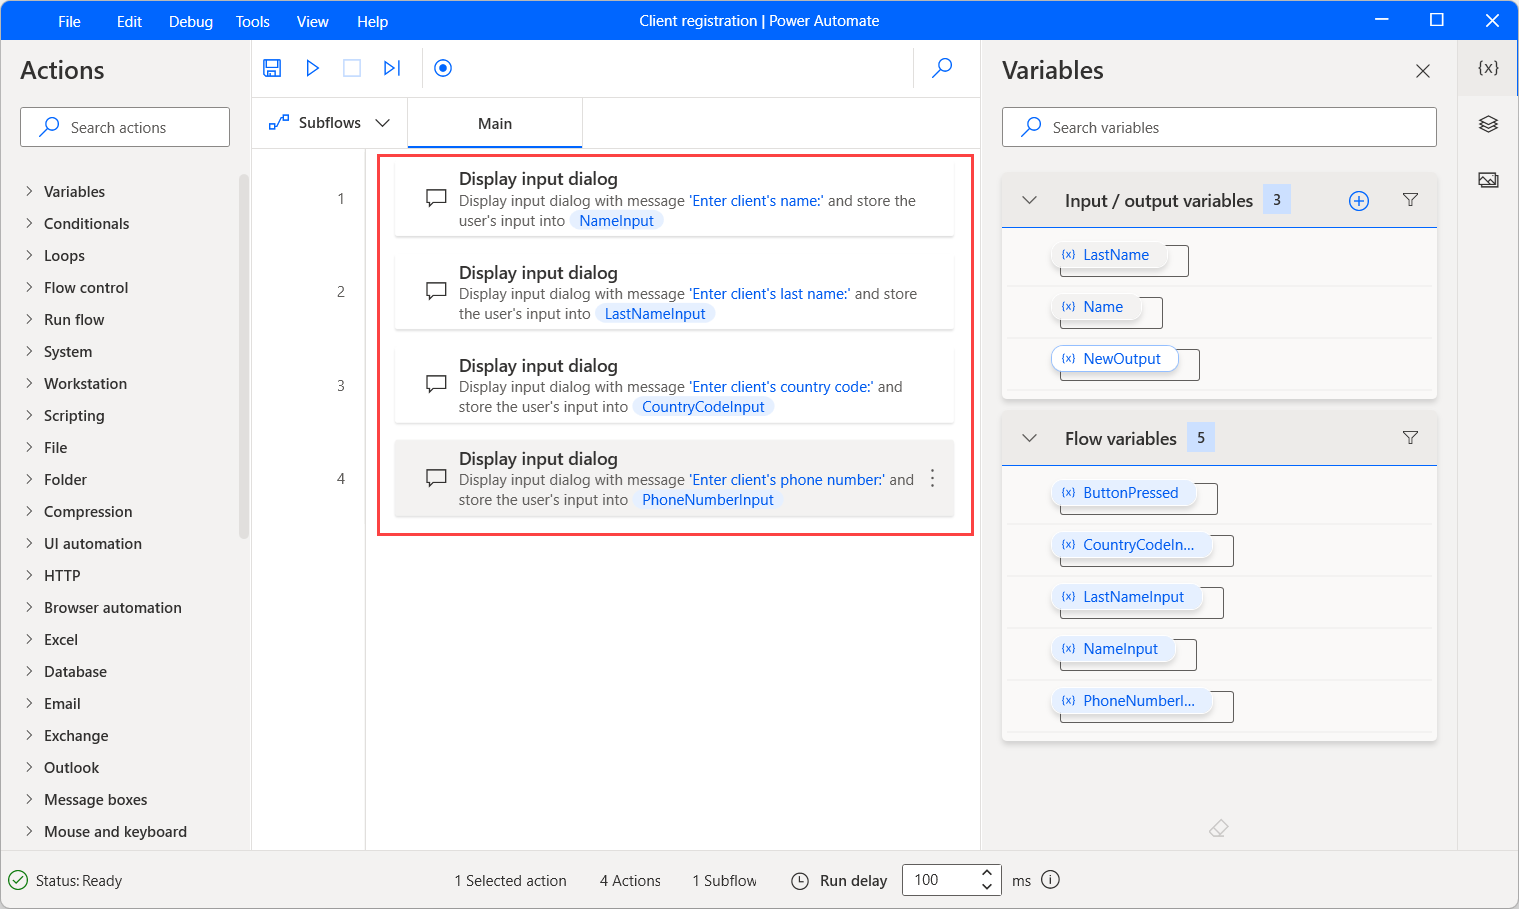 File Edit Debug Tools View Help Client registration | Power Automate
Actions
Search actions
Variables
Conditionals
Loops
Flow control
Run flow
System
Workstation
Scripting
File
Folder
Compression
UI automation
HTTP
Browser automation
Excel
Database
Email
Exchange
Outlook
Message boxes
Mouse and keyboard
Subflows Main
1 Display input dialog
Display input dialog with message 'Enter client's name:' and store the
user's input into NameInput
2 Display input dialog
Display input dialog with message 'Enter client's last name:' and store
the user's input into LastNameInput
3 Display input dialog
Display input dialog with message 'Enter client's country code:' and
store the user's input into CountryCodeInput
4 Display input dialog
Display input dialog with message 'Enter client's phone number:' and
store the user's input into PhoneNumberInput
Variables
{x}
Search variables
Input / output variables 3
{x} LastName
{x} Name
{x} NewOutput
Flow variables 5
{x} ButtonPressed
{x} CountryCodeIn...
{x} LastNameInput
{x} NameInput
{x} PhoneNumberI...
Status: Ready 1 Selected action 4 Actions 1 Subflow Run delay 100 ms